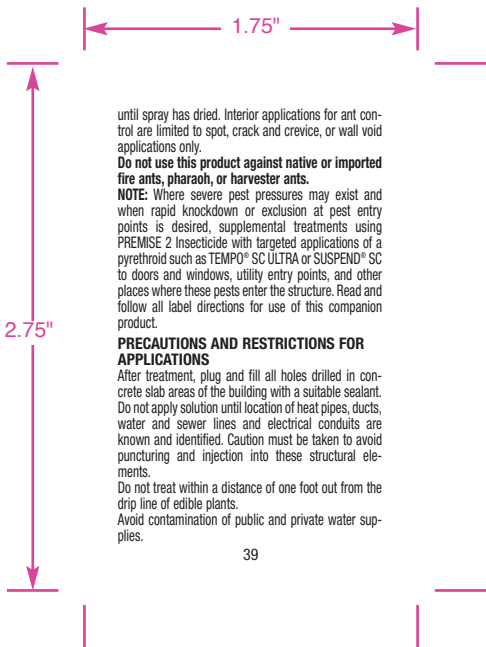 1.75"
2.75"
until spray has dried. Interior applications for ant con-
trol are limited to spot, crack and crevice, or wall void
applications only.
Do not use this product against native or imported
fire ants, pharaoh, or harvester ants.
NOTE: Where severe pest pressures may exist and
when rapid knockdown or exclusion at pest entry
points is desired, supplemental treatments using
PREMISE 2 Insecticide with targeted applications of a
pyrethroid such as TEMPO® SC ULTRA or SUSPEND® SC
to doors and windows, utility entry points, and other
places where these pests enter the structure. Read and
follow all label directions for use of this companion
product.
PRECAUTIONS AND RESTRICTIONS FOR
APPLICATIONS
After treatment, plug and fill all holes drilled in con-
crete slab areas of the building with a suitable sealant.
Do not apply solution until location of heat pipes, ducts,
water and sewer lines and electrical conduits are
known and identified. Caution must be taken to avoid
puncturing and injection into these structural ele-
ments.
Do not treat within a distance of one foot out from the
drip line of edible plants.
Avoid contamination of public and private water sup-
plies.
39